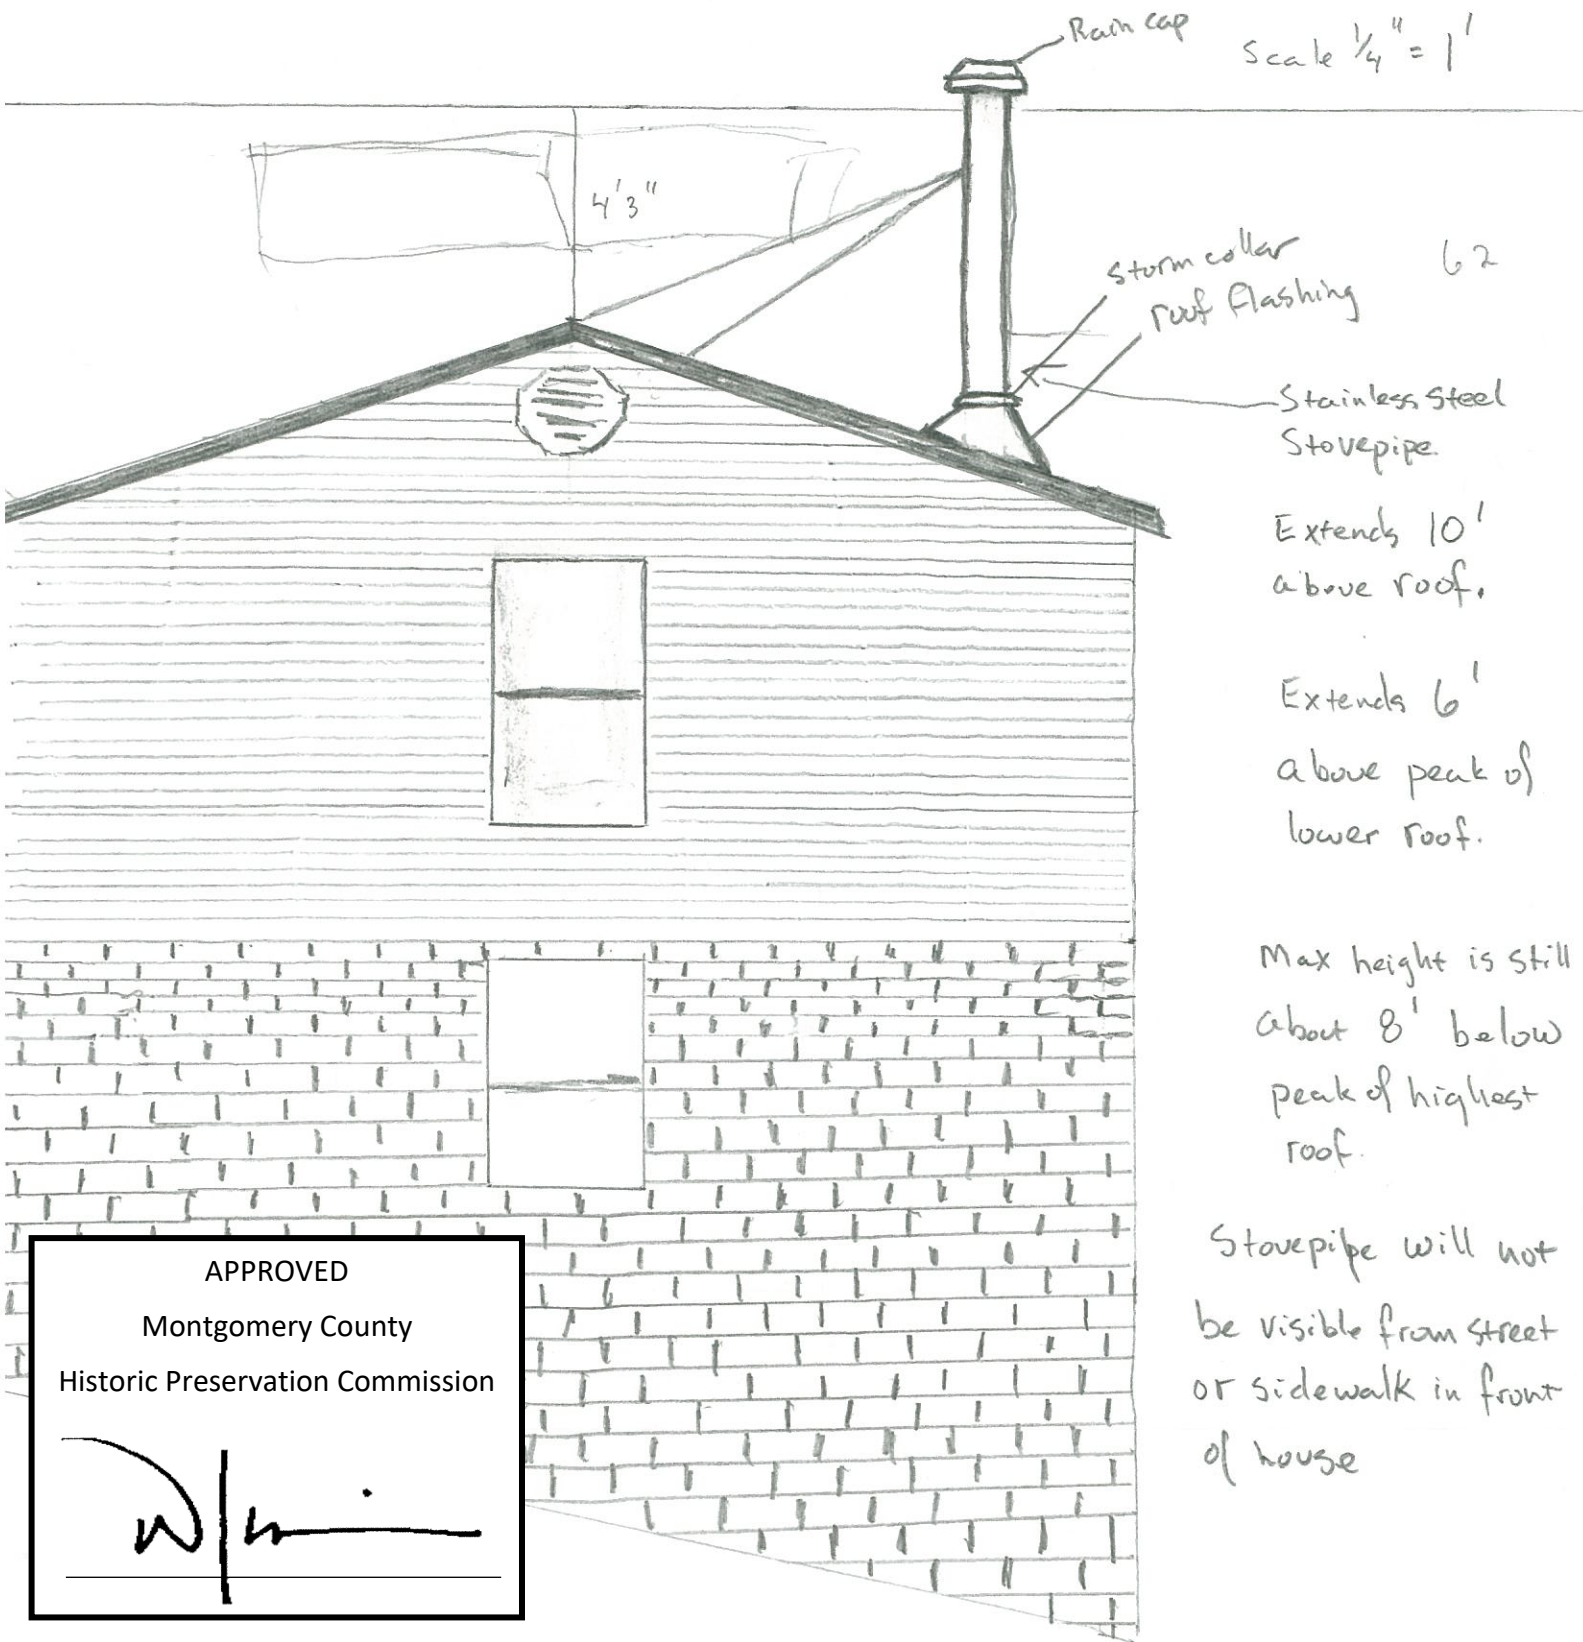 Rain cap
Scale 1/4" = 1'
4'3"
Storm collar
roof flashing
62
Stainless Steel
Stovepipe.
Extends 10'
above roof.
Extends 6'
above peak of
lower roof.
Max height is still
about 8' below
peak of highest
roof.
Stovepipe will not
be visible from street
or sidewalk in front
of house
APPROVED
Montgomery County
Historic Preservation Commission